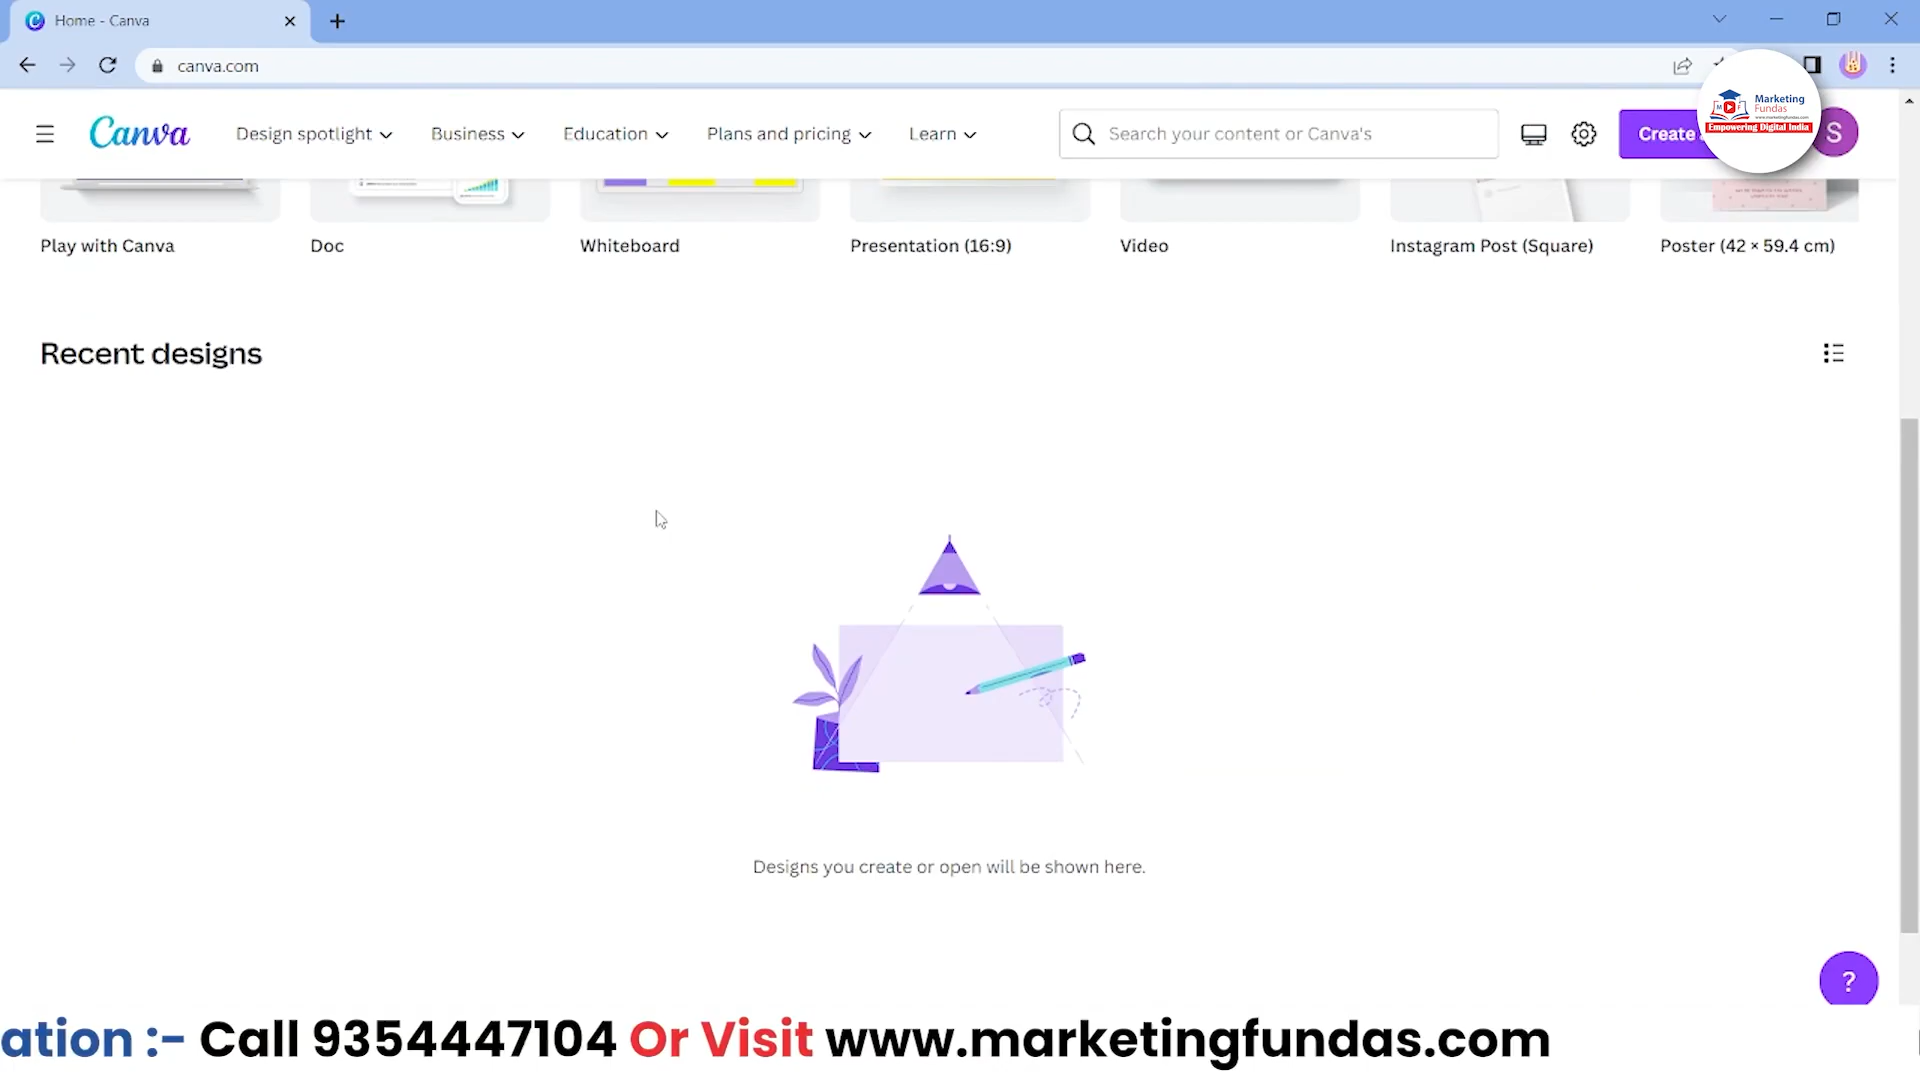 Home - Canva
canva.com
Canva Design spotlight Business Education Plans and pricing Learn Search your content or Canva's Create S
Marketing Fundas
www.marketingfundas.com
Empowering Digital India
Play with Canva Doc Whiteboard Presentation (16:9) Video Instagram Post (Square) Poster (42 × 59.4 cm)
Recent designs
Designs you create or open will be shown here.
?
ation :- Call 9354447104 Or Visit www.marketingfundas.com